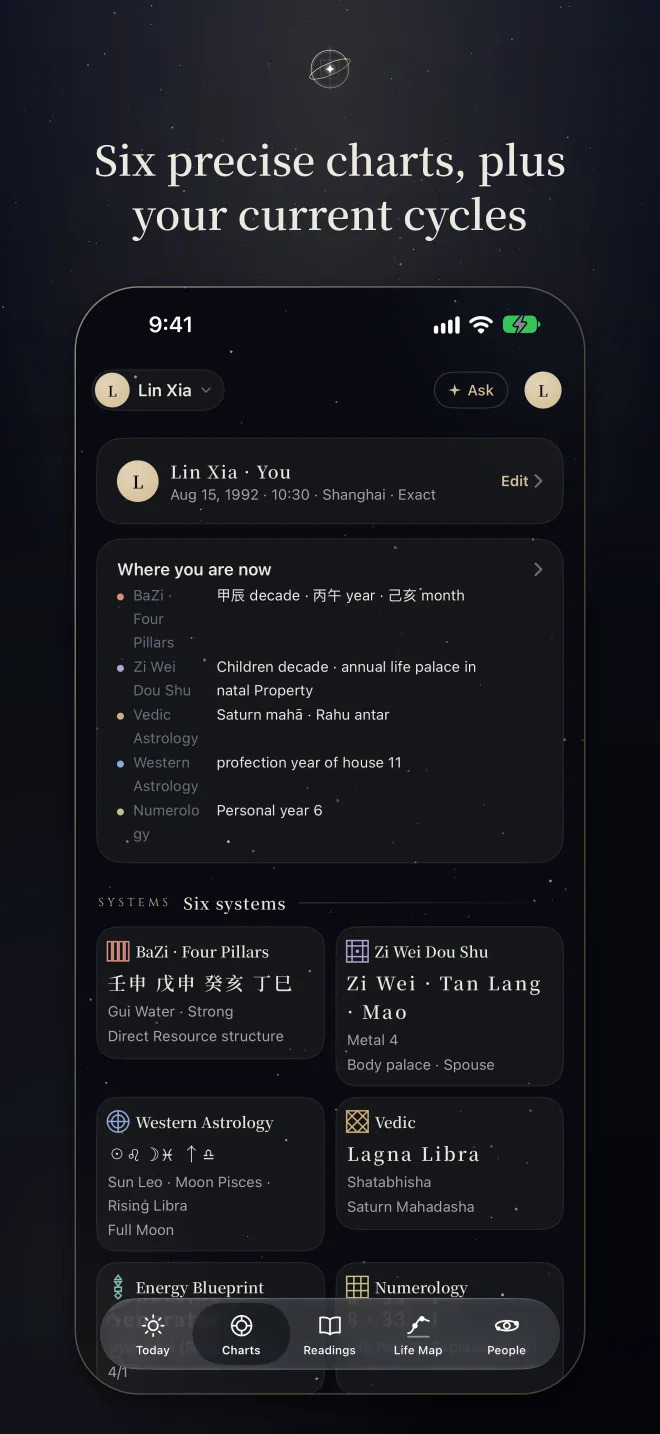 Six precise charts, plus
your current cycles
9:41
L Lin Xia
Ask
L
L
Lin Xia · You
Aug 15, 1992 · 10:30 · Shanghai · Exact
Edit
Where you are now
BaZi ·
Four
Pillars
甲辰 decade · 丙午 year · 己亥 month
Zi Wei
Dou Shu
Children decade · annual life palace in
natal Property
Vedic
Astrology
Saturn mahā · Rahu antar
Western
Astrology
profection year of house 11
Numerolo
gy
Personal year 6
SYSTEMS Six systems
BaZi · Four Pillars
壬申 戊申 癸亥 丁巳
Gui Water · Strong
Direct Resource structure
Zi Wei Dou Shu
Zi Wei · Tan Lang
· Mao
Metal 4
Body palace · Spouse
Western Astrology
☉♌︎ ☽♓︎ ↑♎︎
Sun Leo · Moon Pisces ·
Rising Libra
Full Moon
Vedic
Lagna Libra
Shatabhisha
Saturn Mahadasha
Energy Blueprint
4/1
Numerology
Today
Charts
Readings
Life Map
People